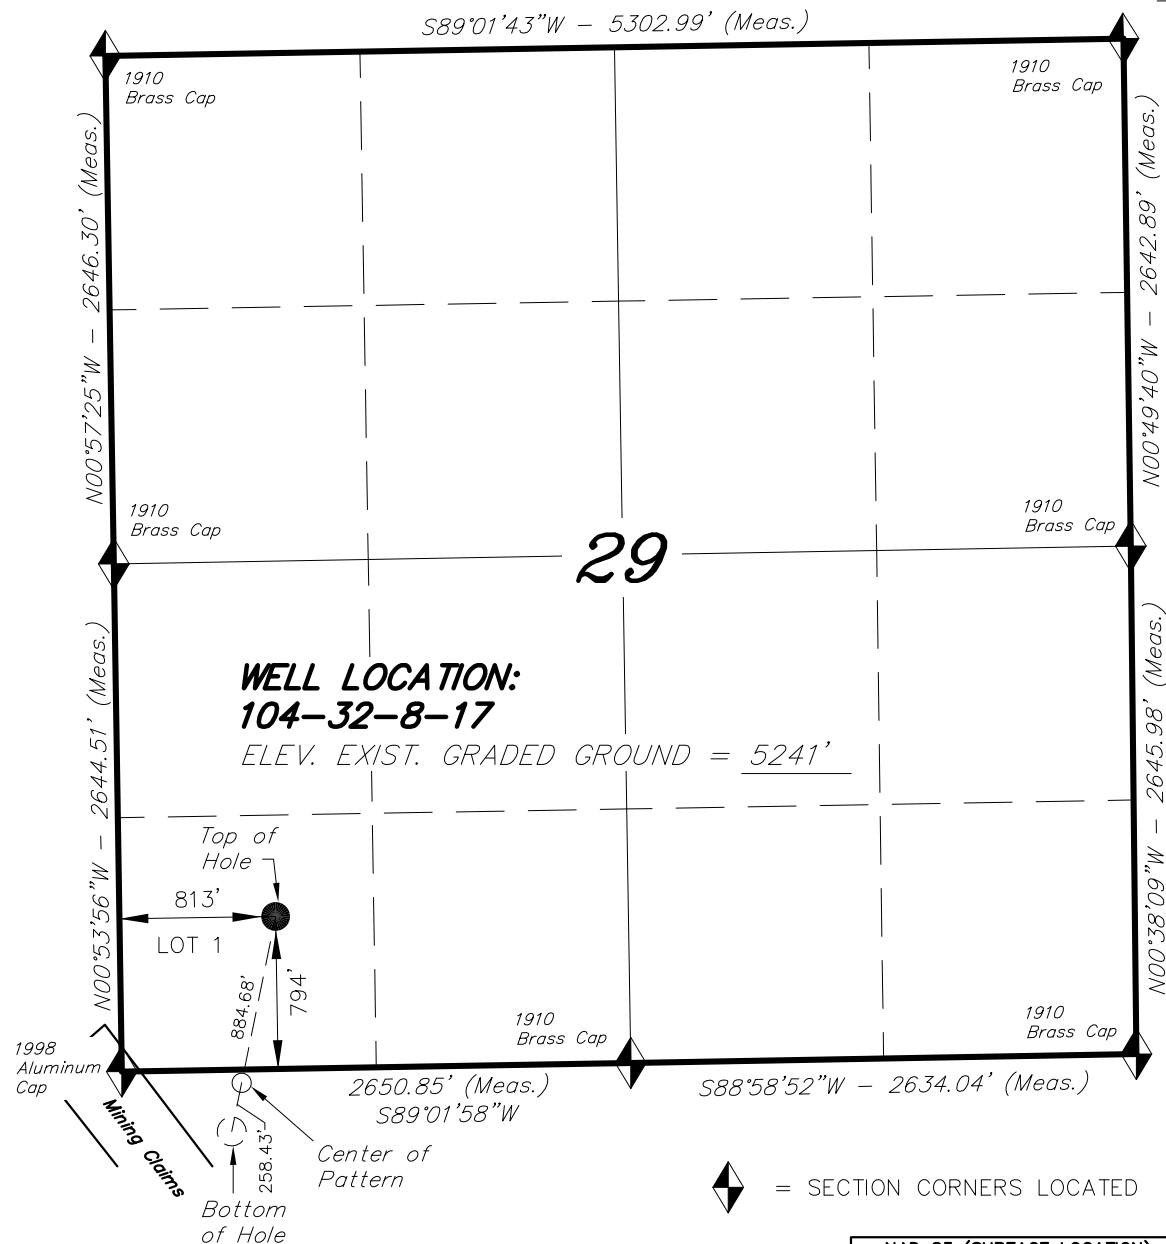 S89°01'43"W - 5302.99' (Meas.)
1910
Brass Cap
1910
Brass Cap
N00°57'25"W - 2646.30' (Meas.)
N00°49'40"W - 2642.89' (Meas.)
1910
Brass Cap
1910
Brass Cap
29
WELL LOCATION:
104-32-8-17
ELEV. EXIST. GRADED GROUND = 5241'
N00°53'56"W - 2644.51' (Meas.)
N00°38'09"W - 2645.98' (Meas.)
Top of
Hole
813'
LOT 1
884.68'
794'
1910
Brass Cap
1910
Brass Cap
1998
Aluminum
Cap
2650.85' (Meas.)
S89°01'58"W
S88°58'52"W - 2634.04' (Meas.)
Mining Claims
258.43'
Center of
Pattern
Bottom
of Hole
= SECTION CORNERS LOCATED